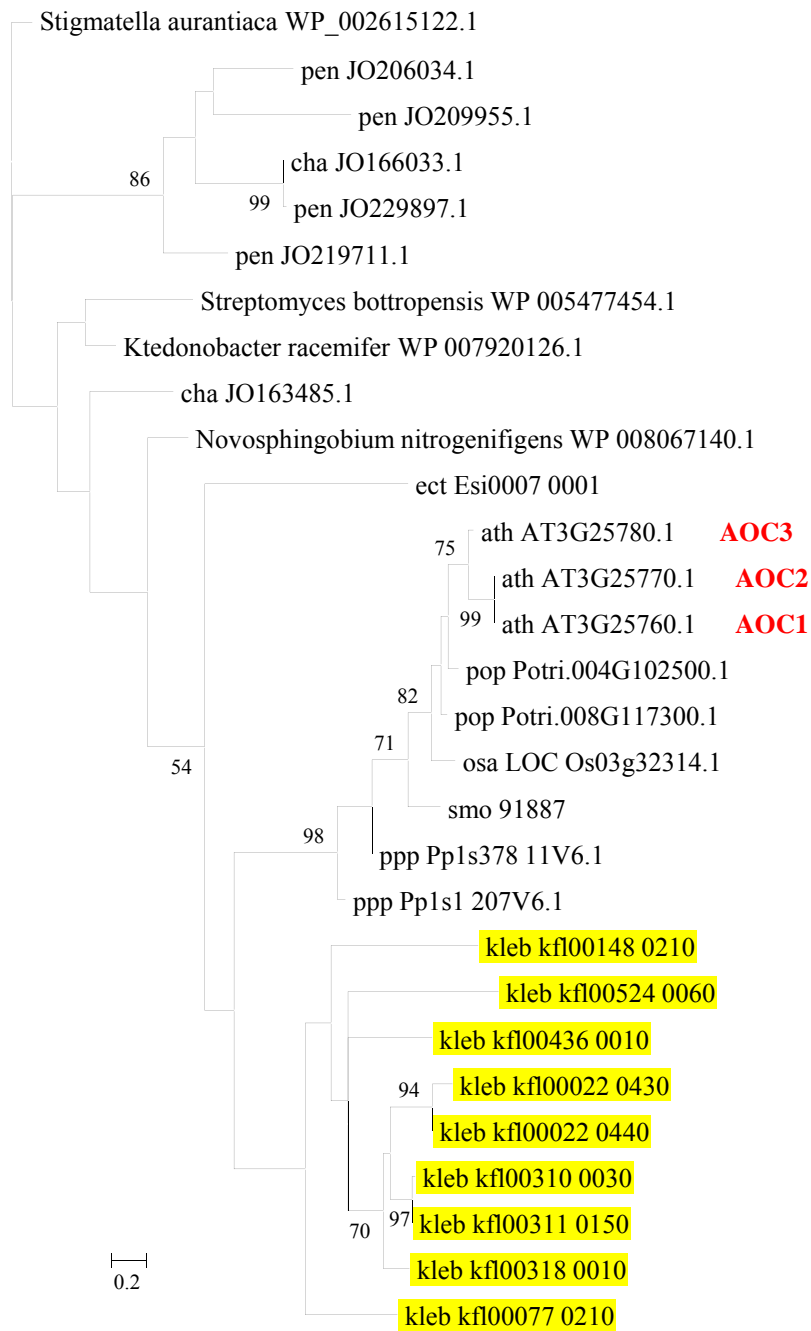 Stigmatella aurantiaca WP_002615122.1
pen JO206034.1
pen JO209955.1
cha JO166033.1
86
99
pen JO229897.1
pen JO219711.1
Streptomyces bottropensis WP 005477454.1
Ktedonobacter racemifer WP 007920126.1
cha JO163485.1
Novosphingobium nitrogenifigens WP 008067140.1
ect Esi0007 0001
ath AT3G25780.1 AOC3
75
ath AT3G25770.1 AOC2
99
ath AT3G25760.1 AOC1
pop Potri.004G102500.1
82
pop Potri.008G117300.1
71
osa LOC Os03g32314.1
54
smo 91887
98
ppp Pp1s378 11V6.1
ppp Pp1s1 207V6.1
kleb kfl00148 0210
kleb kfl00524 0060
kleb kfl00436 0010
94
kleb kfl00022 0430
kleb kfl00022 0440
kleb kfl00310 0030
70
97
kleb kfl00311 0150
kleb kfl00318 0010
0.2
kleb kfl00077 0210